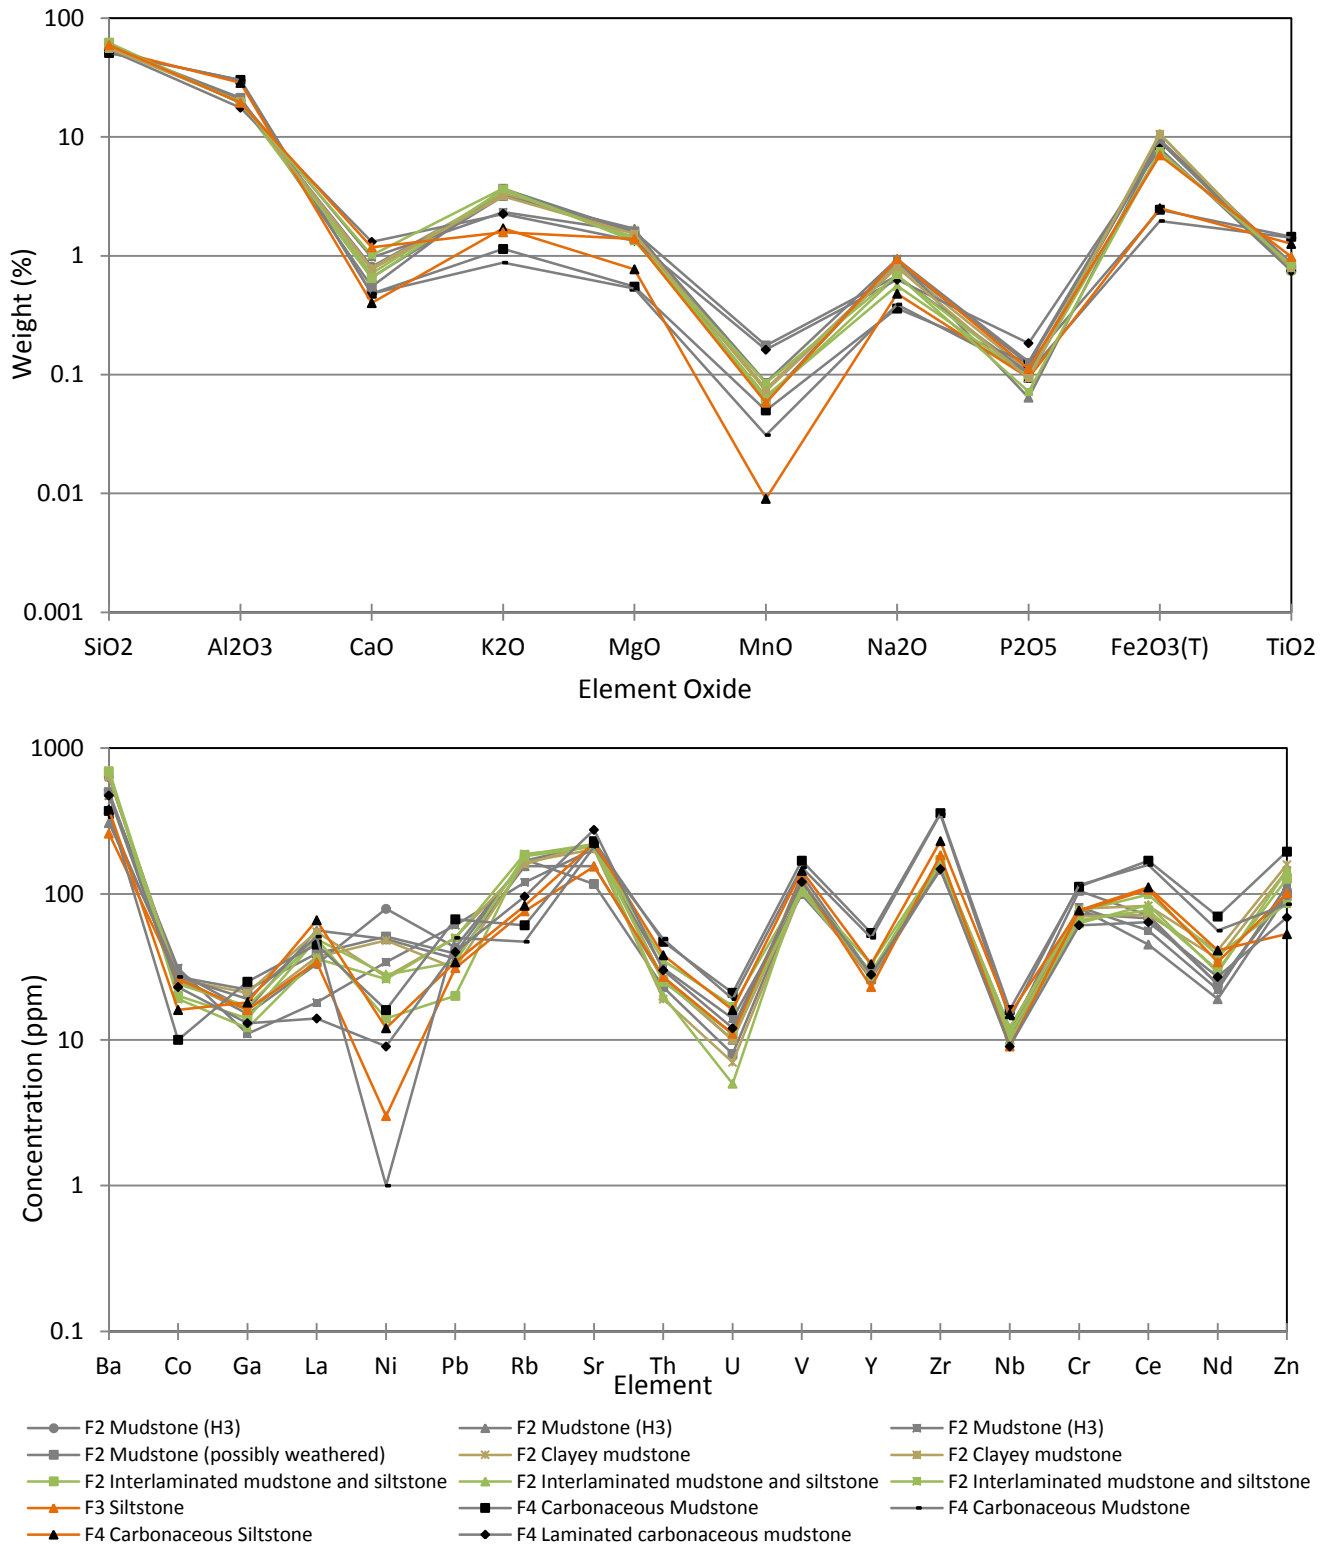 100
10
1
0.1
0.01
0.001
Weight (%)
SiO2 Al2O3 CaO K2O MgO MnO Na2O P2O5 Fe2O3(T) TiO2
Element Oxide
1000
100
10
1
0.1
Concentration (ppm)
Ba Co Ga La Ni Pb Rb Sr Th U V Y Zr Nb Cr Ce Nd Zn
Element
F2 Mudstone (H3) F2 Mudstone (H3) F2 Mudstone (H3)
F2 Mudstone (possibly weathered) F2 Clayey mudstone F2 Clayey mudstone
F2 Interlaminated mudstone and siltstone F2 Interlaminated mudstone and siltstone F2 Interlaminated mudstone and siltstone
F3 Siltstone F4 Carbonaceous Mudstone F4 Carbonaceous Mudstone
F4 Carbonaceous Siltstone F4 Laminated carbonaceous mudstone